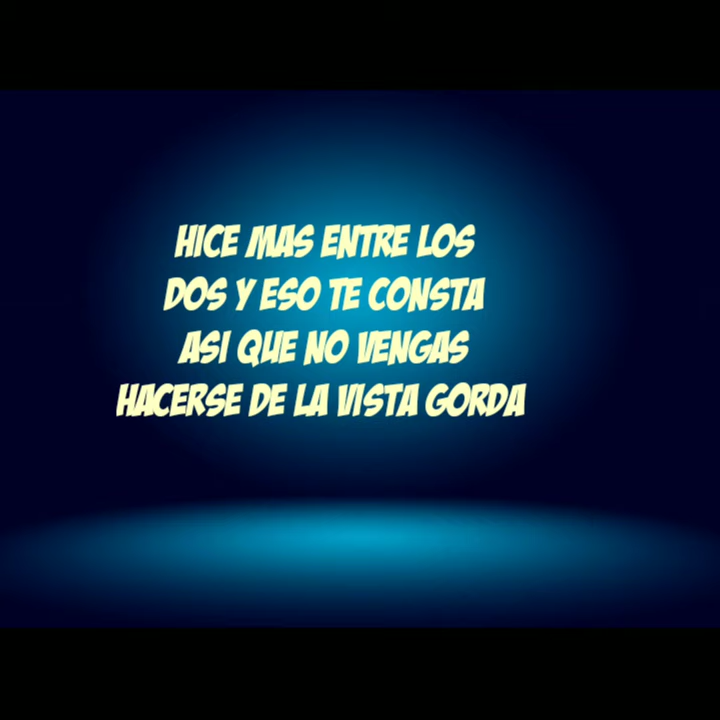 HICE MAS ENTRE LOS
DOS Y ESO TE CONSTA
ASI QUE NO VENGAS
HACERSE DE LA VISTA GORDA